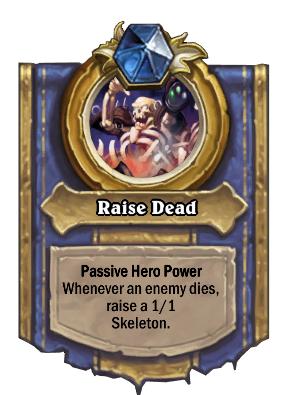 Raise Dead
Passive Hero Power
Whenever an enemy dies,
raise a 1/1
Skeleton.